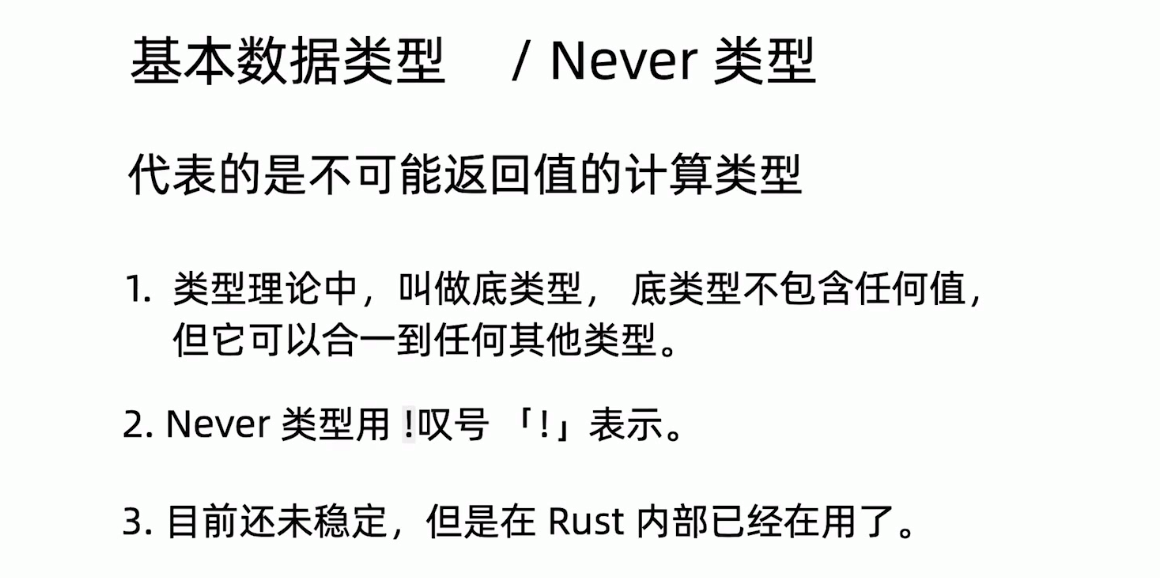 基本数据类型 / Never 类型
代表的是不可能返回值的计算类型
1. 类型理论中，叫做底类型， 底类型不包含任何值，
但它可以合一到任何其他类型。
2. Never 类型用 !叹号 「!」表示。
3. 目前还未稳定，但是在 Rust 内部已经在用了。